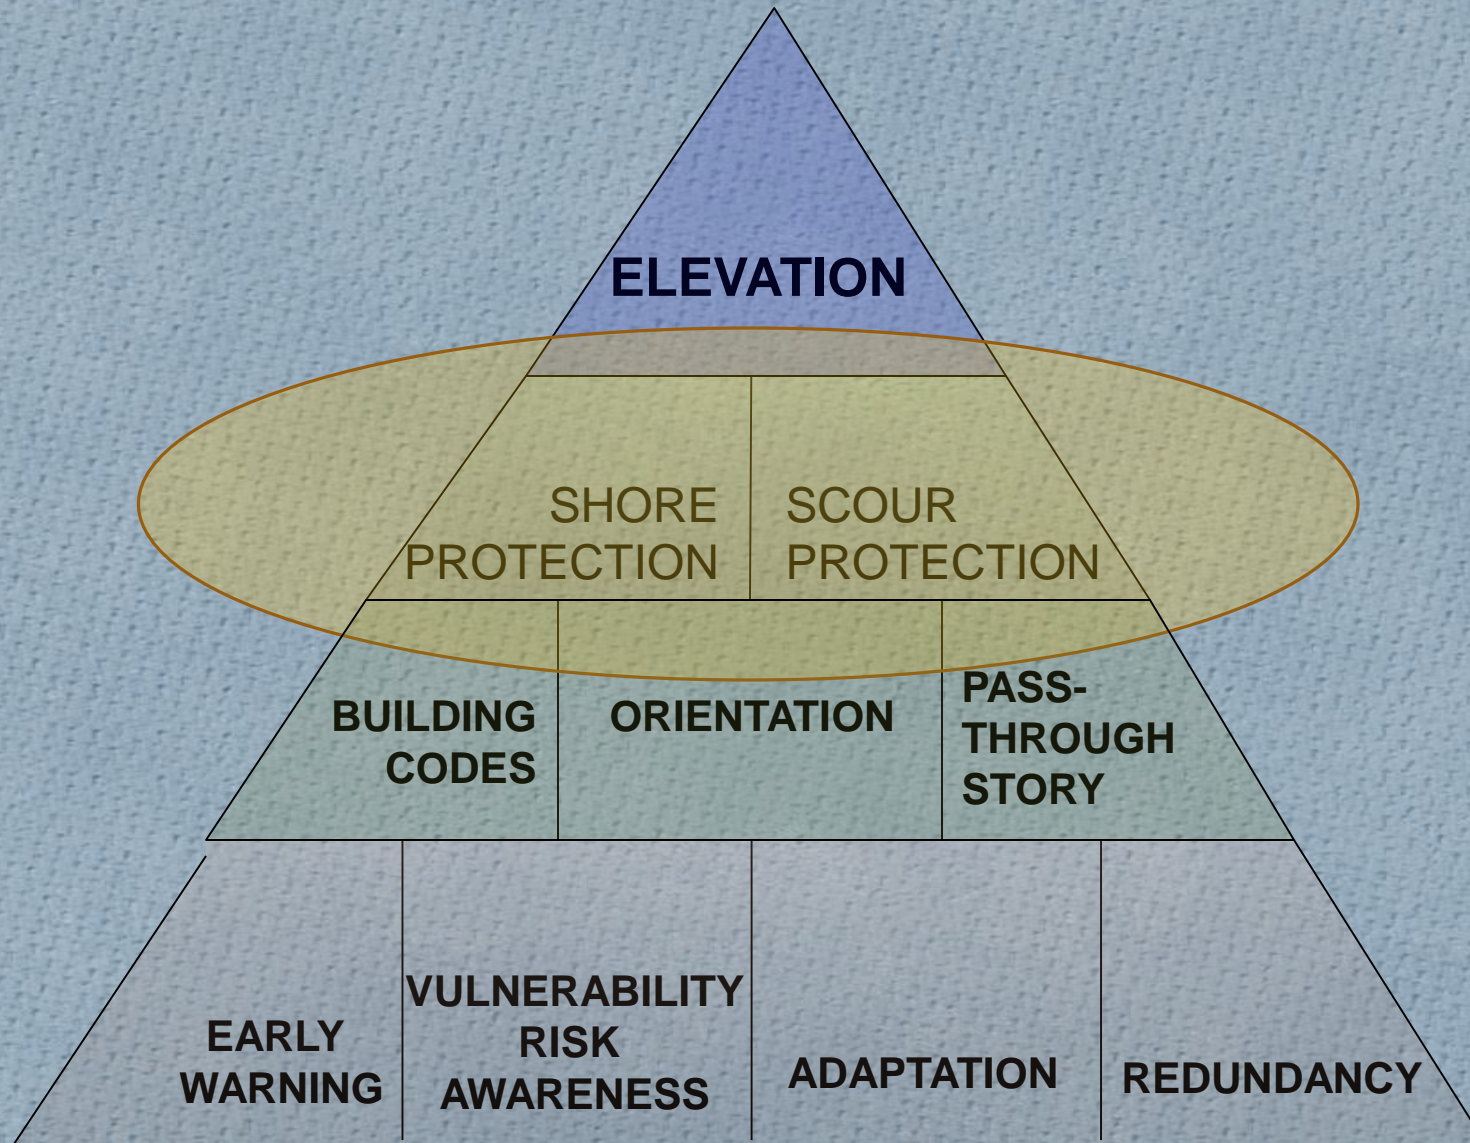 ELEVATION
SHORE
PROTECTION
SCOUR
PROTECTION
BUILDING
CODES
ORIENTATION
PASS-
THROUGH
STORY
EARLY
WARNING
VULNERABILITY
RISK
AWARENESS
ADAPTATION
REDUNDANCY